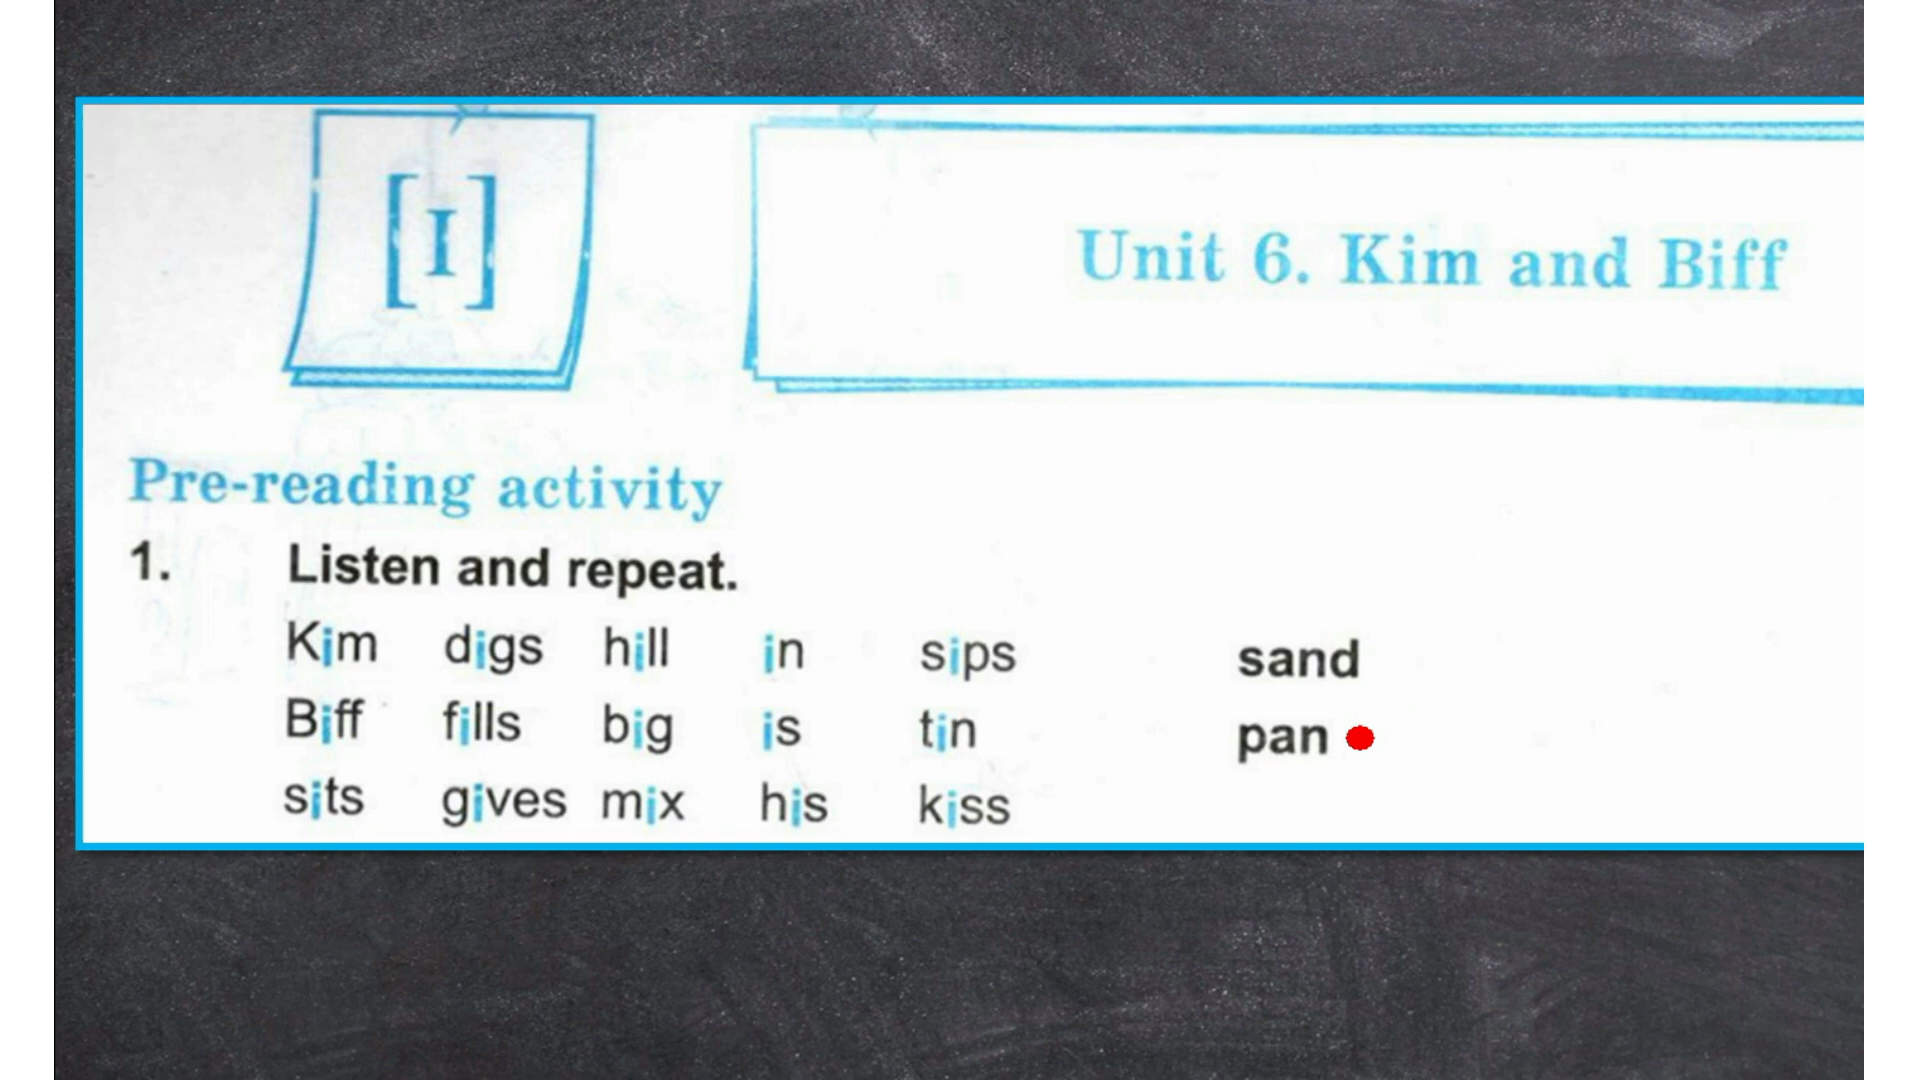 [I]
Unit 6. Kim and Biff
Pre-reading activity
1. Listen and repeat.
Kim digs hill in sips sand
Biff fills big is tin pan
sits gives mix his kiss